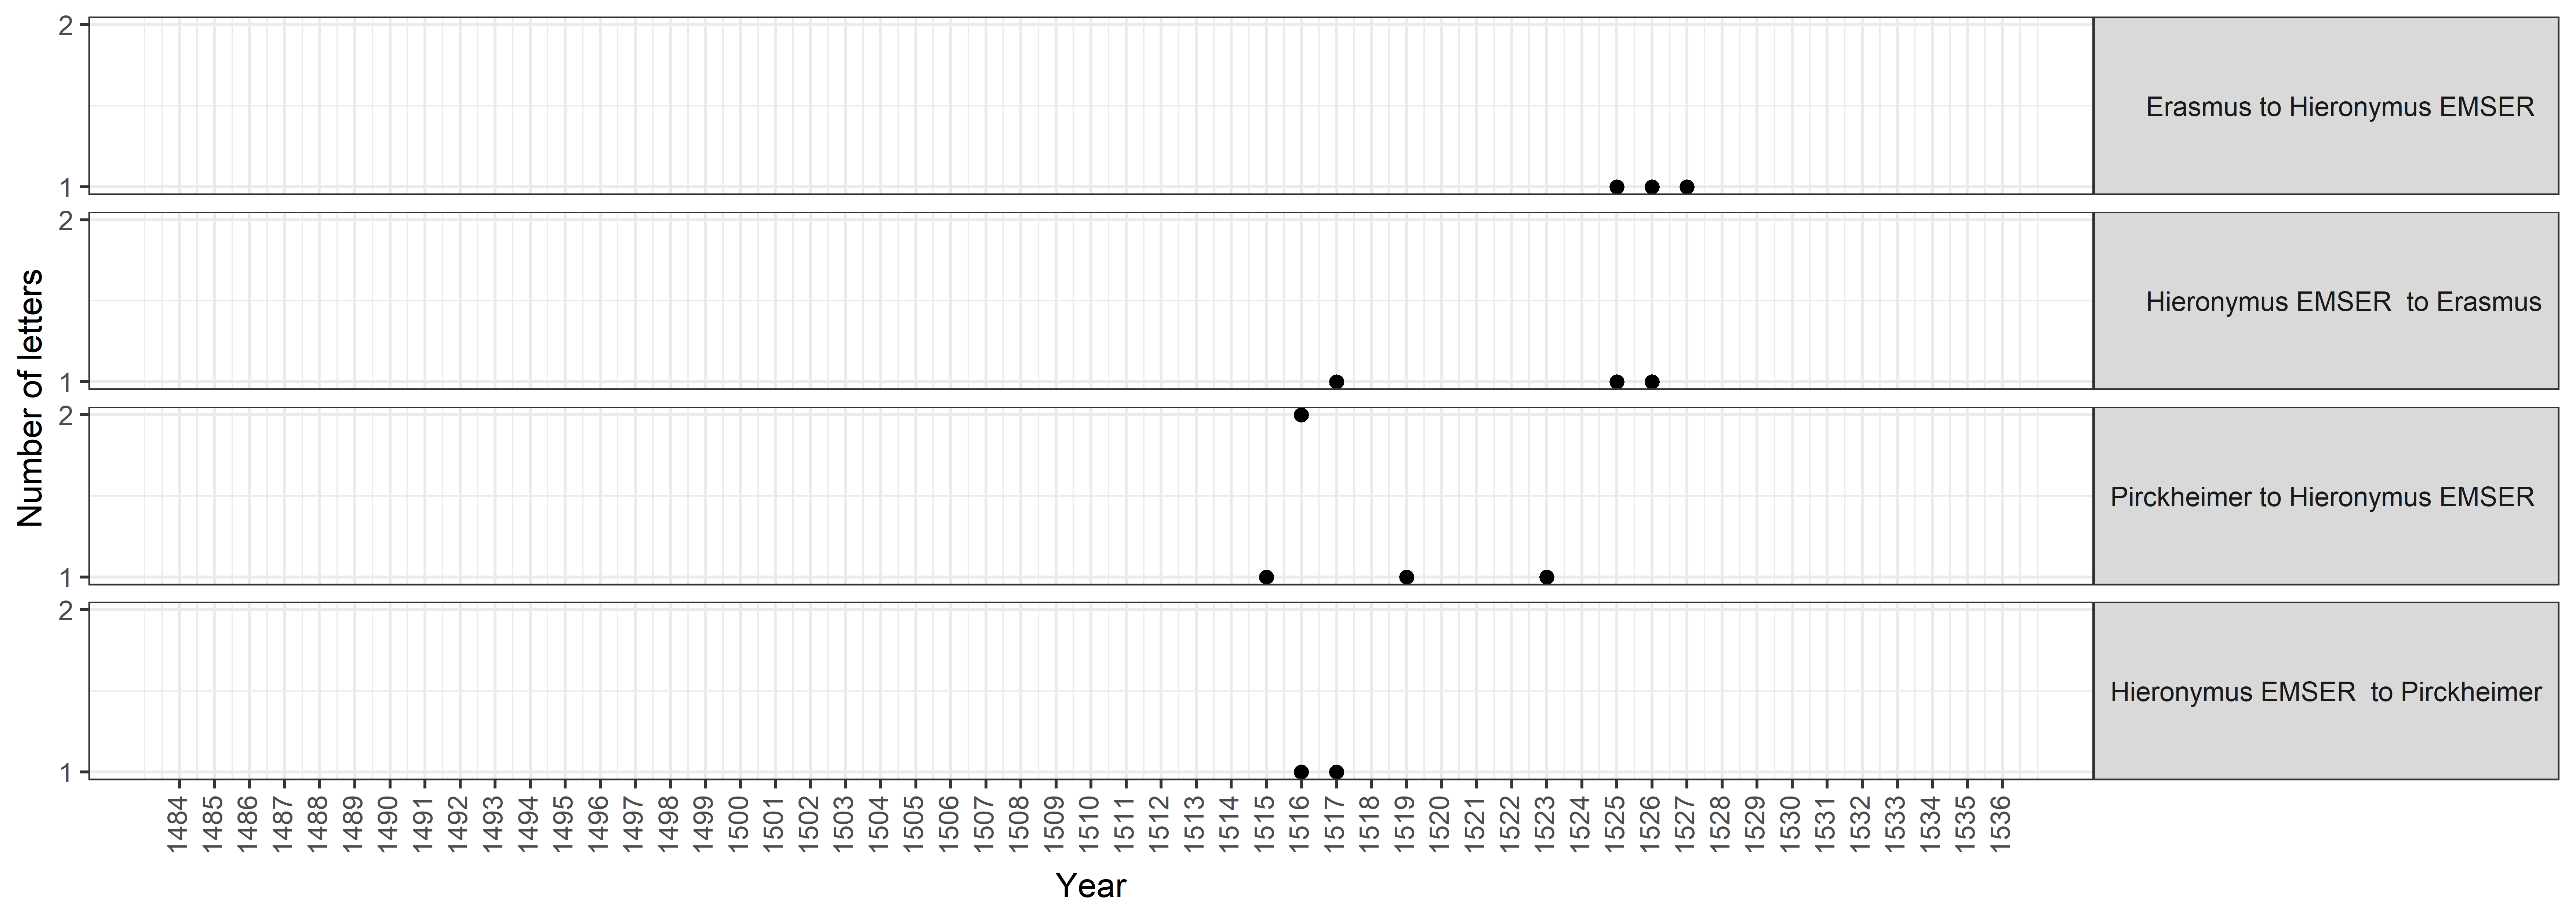 2
1
Erasmus to Hieronymus EMSER
2
1
Hieronymus EMSER  to Erasmus
2
1
Pirckheimer to Hieronymus EMSER
2
1
Hieronymus EMSER  to Pirckheimer
Number of letters
1484 1485 1486 1487 1488 1489 1490 1491 1492 1493 1494 1495 1496 1497 1498 1499 1500 1501 1502 1503 1504 1505 1506 1507 1508 1509 1510 1511 1512 1513 1514 1515 1516 1517 1518 1519 1520 1521 1522 1523 1524 1525 1526 1527 1528 1529 1530 1531 1532 1533 1534 1535 1536
Year